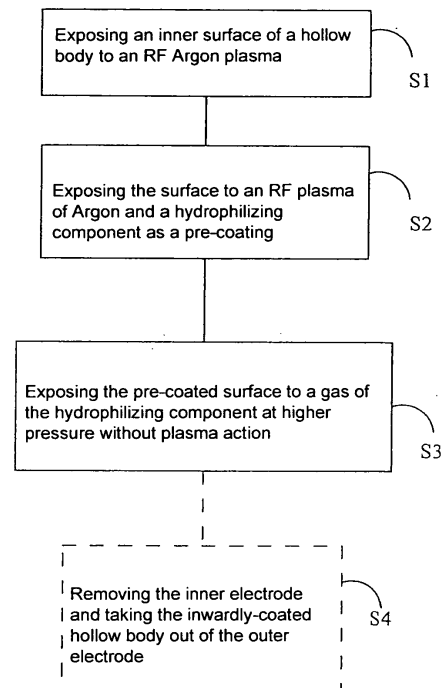 Exposing an inner surface of a hollow
body to an RF Argon plasma
S1
Exposing the surface to an RF plasma
of Argon and a hydrophilizing
component as a pre-coating
S2
Exposing the pre-coated surface to a gas of
the hydrophilizing component at higher
pressure without plasma action
S3
Removing the inner electrode
and taking the inwardly-coated
hollow body out of the outer
electrode
S4